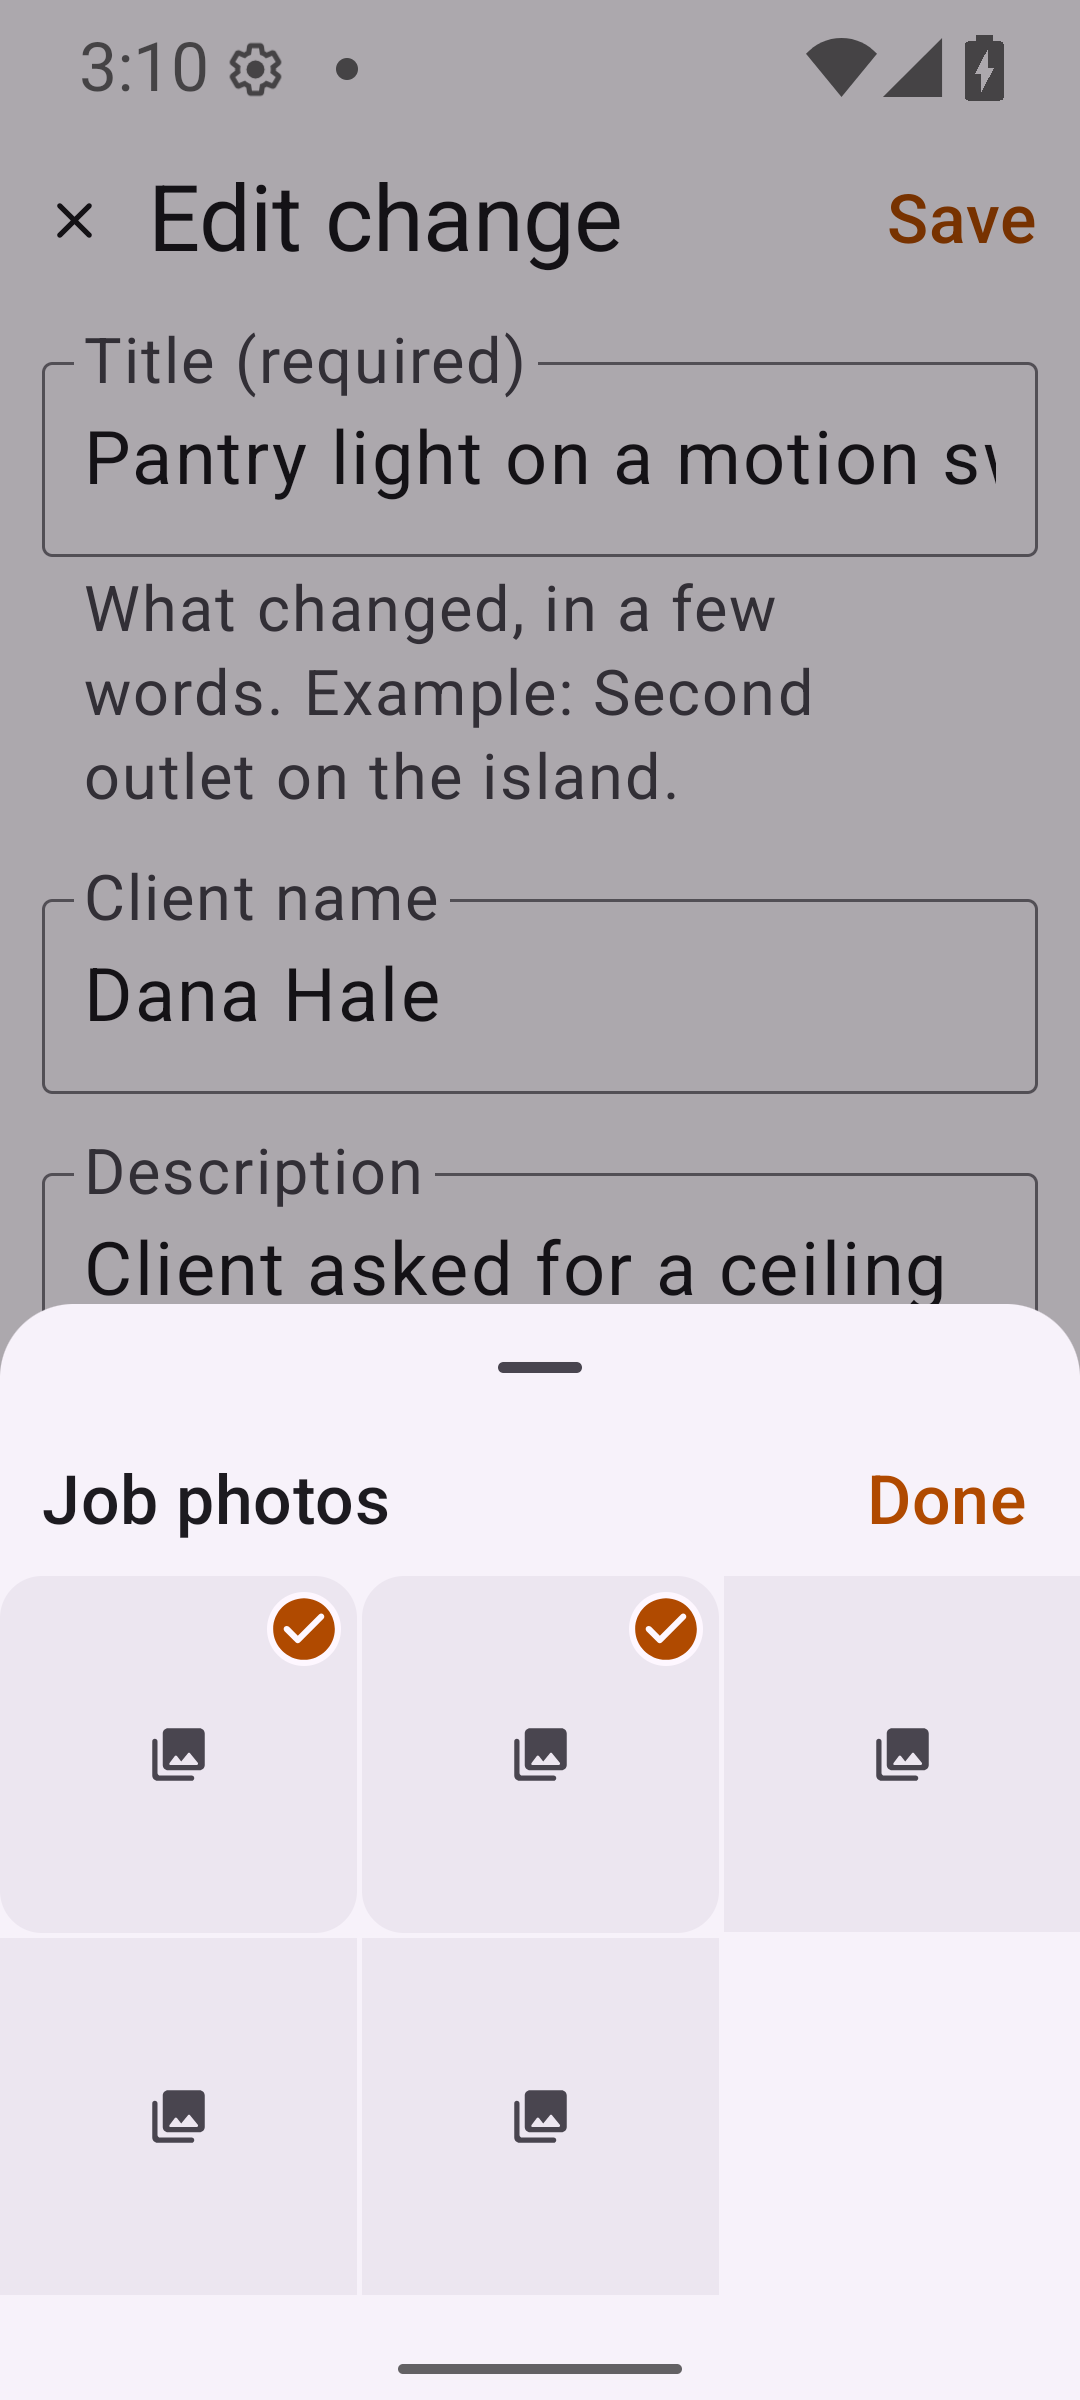 3:10
Edit change
Save
Title (required)
Pantry light on a motion
What changed, in a few
words. Example: Second
outlet on the island.
Client name
Dana Hale
Description
Client asked for a ceiling
Job photos
Done